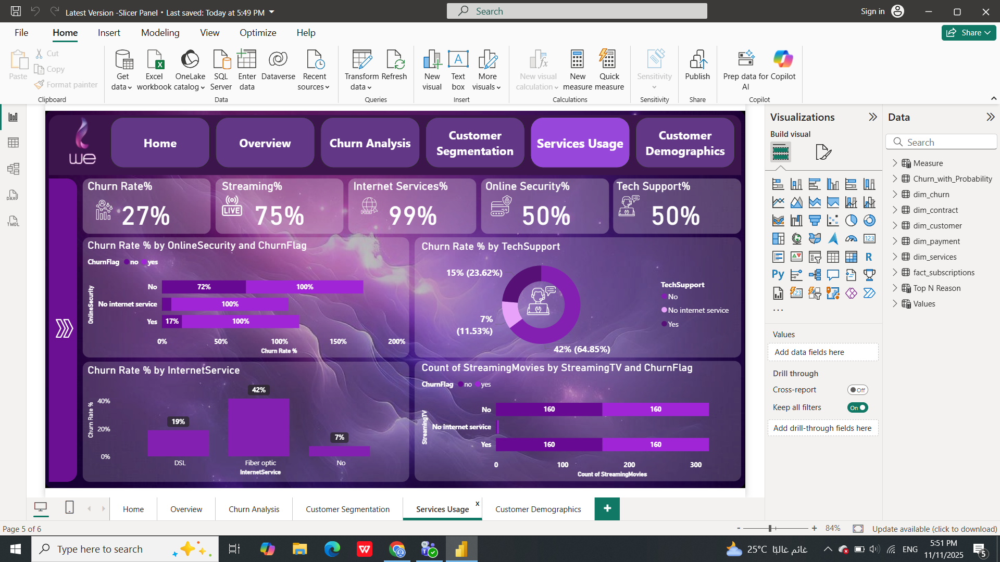 Latest Version -Slicer Panel • Last saved: Today at 5:49 PM
Search
Sign in
File
Home
Insert
Modeling
View
Optimize
Help
Share
Paste
Cut
Copy
Format painter
Clipboard
Get data
Excel workbook
OneLake catalog
SQL Server
Enter data
Dataverse
Recent sources
Data
Transform data
Refresh
Queries
New visual
Text box
More visuals
Insert
New visual calculation
New measure
Quick measure
Calculations
Sensitivity
Sensitivity
Publish
Share
Prep data for AI
Copilot
Copilot
DAX
TMDL
we
Home
Overview
Churn Analysis
Customer Segmentation
Services Usage
Customer Demographics
Churn Rate%
27%
Streaming%
LIVE
75%
Internet Services%
99%
Online Security%
50%
Tech Support%
50%
Churn Rate % by OnlineSecurity and ChurnFlag
ChurnFlag no yes
OnlineSecurity
No 72% 100%
No internet service 100%
Yes 17% 100%
0% 50% 100% 150% 200%
Churn Rate %
Churn Rate % by TechSupport
15% (23.62%)
7% (11.53%)
42% (64.85%)
TechSupport
No
No internet service
Yes
Churn Rate % by InternetService
Churn Rate %
40%
20%
0%
19%
42%
7%
DSL Fiber optic No
InternetService
Count of StreamingMovies by StreamingTV and ChurnFlag
ChurnFlag no yes
StreamingTV
No 160 160
No internet service
Yes 160 160
0 100 200 300
Count of StreamingMovies
Visualizations
Build visual
123
R
Py
123
...
Values
Add data fields here
Drill through
Cross-report
Off
Keep all filters
On
Add drill-through fields here
Data
Search
Measure
Churn_with_Probability
dim_churn
dim_contract
dim_customer
dim_payment
dim_services
fact_subscriptions
Top N Reason
Values
Home
Overview
Churn Analysis
Customer Segmentation
Services Usage
x
Customer Demographics
+
Page 5 of 6
- + 84%
Update available (click to download)
Type here to search
25°C غائم غالبًا
ENG
5:51 PM
11/11/2025
5